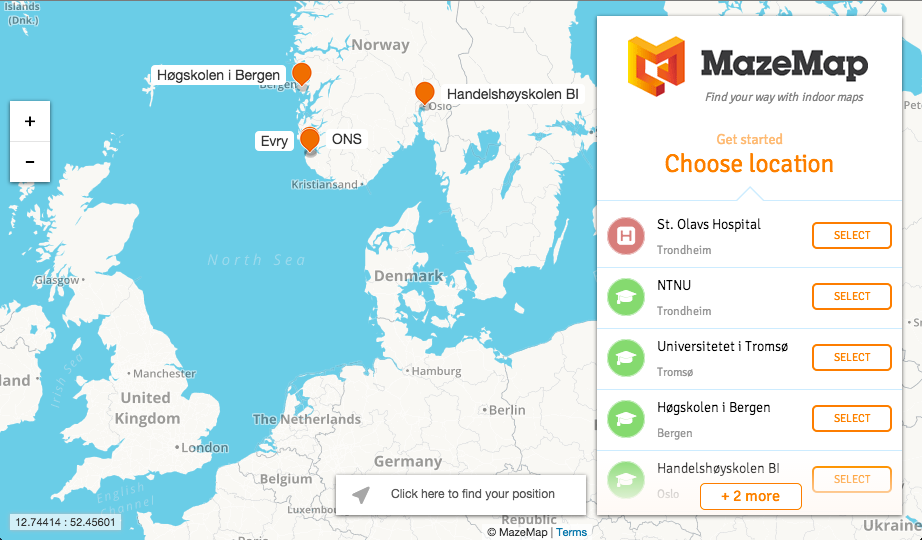 Islands
(Dnk.)
Norway
Høgskolen i Bergen
Bergen
Handelshøyskolen BI
Oslo
Evry
ONS
Kristiansand
+
-
North Sea
Denmark
Glasgow
Irish Sea
Manchester
United
Kingdom
London
English
Channel
Hamburg
Berlin
The Netherlands
Germany
Belgium
Republic
Ukraine
MazeMap
Find your way with indoor maps
Get started
Choose location
St. Olavs Hospital
Trondheim
SELECT
NTNU
Trondheim
SELECT
Universitetet i Tromsø
Tromsø
SELECT
Høgskolen i Bergen
Bergen
SELECT
Handelshøyskolen BI
Oslo
SELECT
+ 2 more
Click here to find your position
12.74414 : 52.45601
© MazeMap | Terms